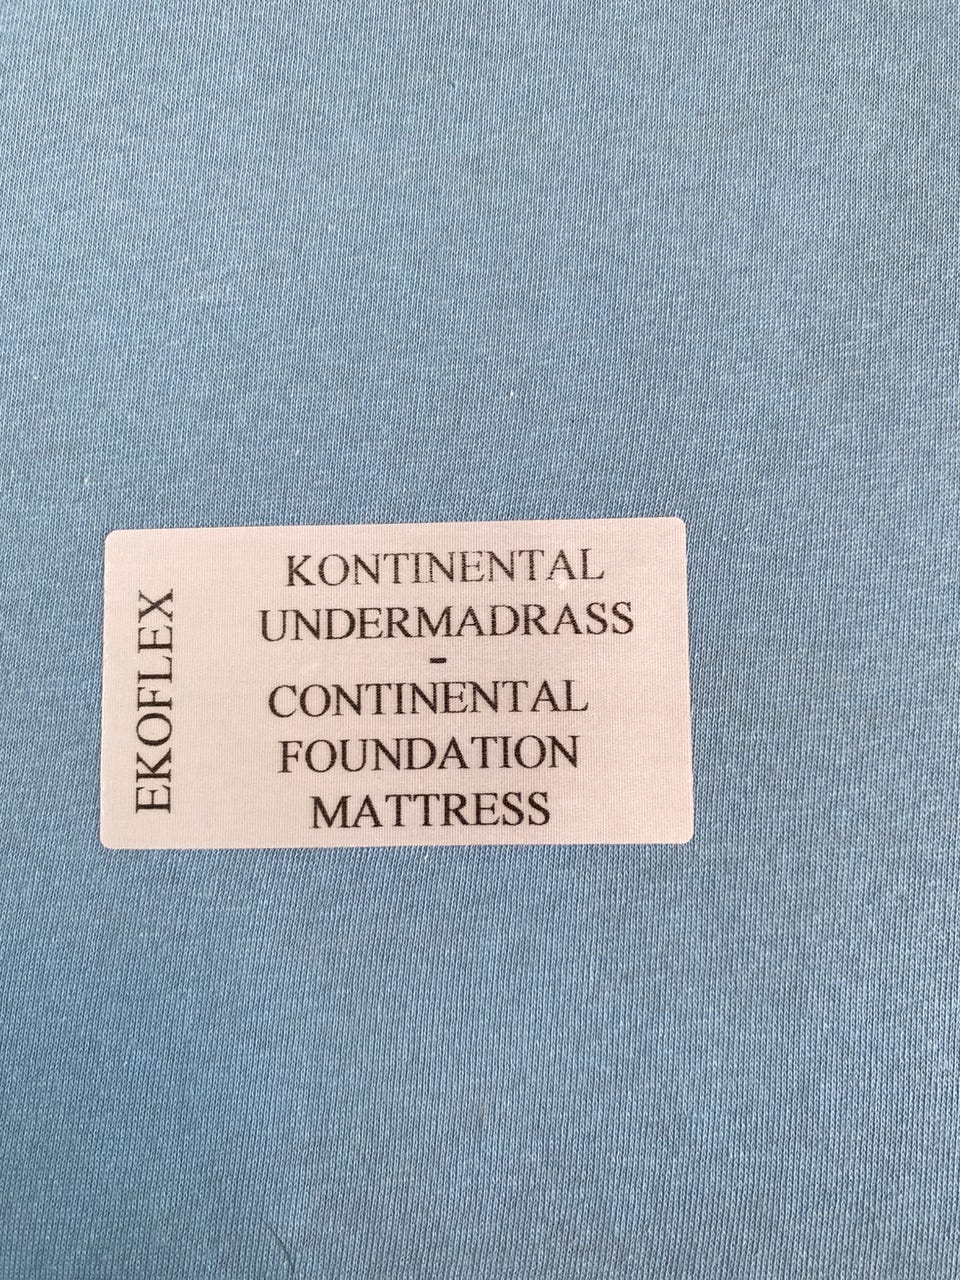 EKOFLEX
KONTINENTAL
UNDERMADRASS
-
CONTINENTAL
FOUNDATION
MATTRESS